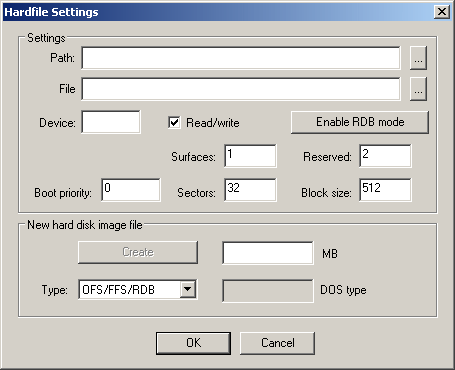 Hardfile Settings
Settings
Path: ...
File ...
Device: Read/write Enable RDB mode
Surfaces: 1 Reserved: 2
Boot priority: 0 Sectors: 32 Block size: 512
New hard disk image file
Create MB
Type: OFS/FFS/RDB DOS type
OK Cancel